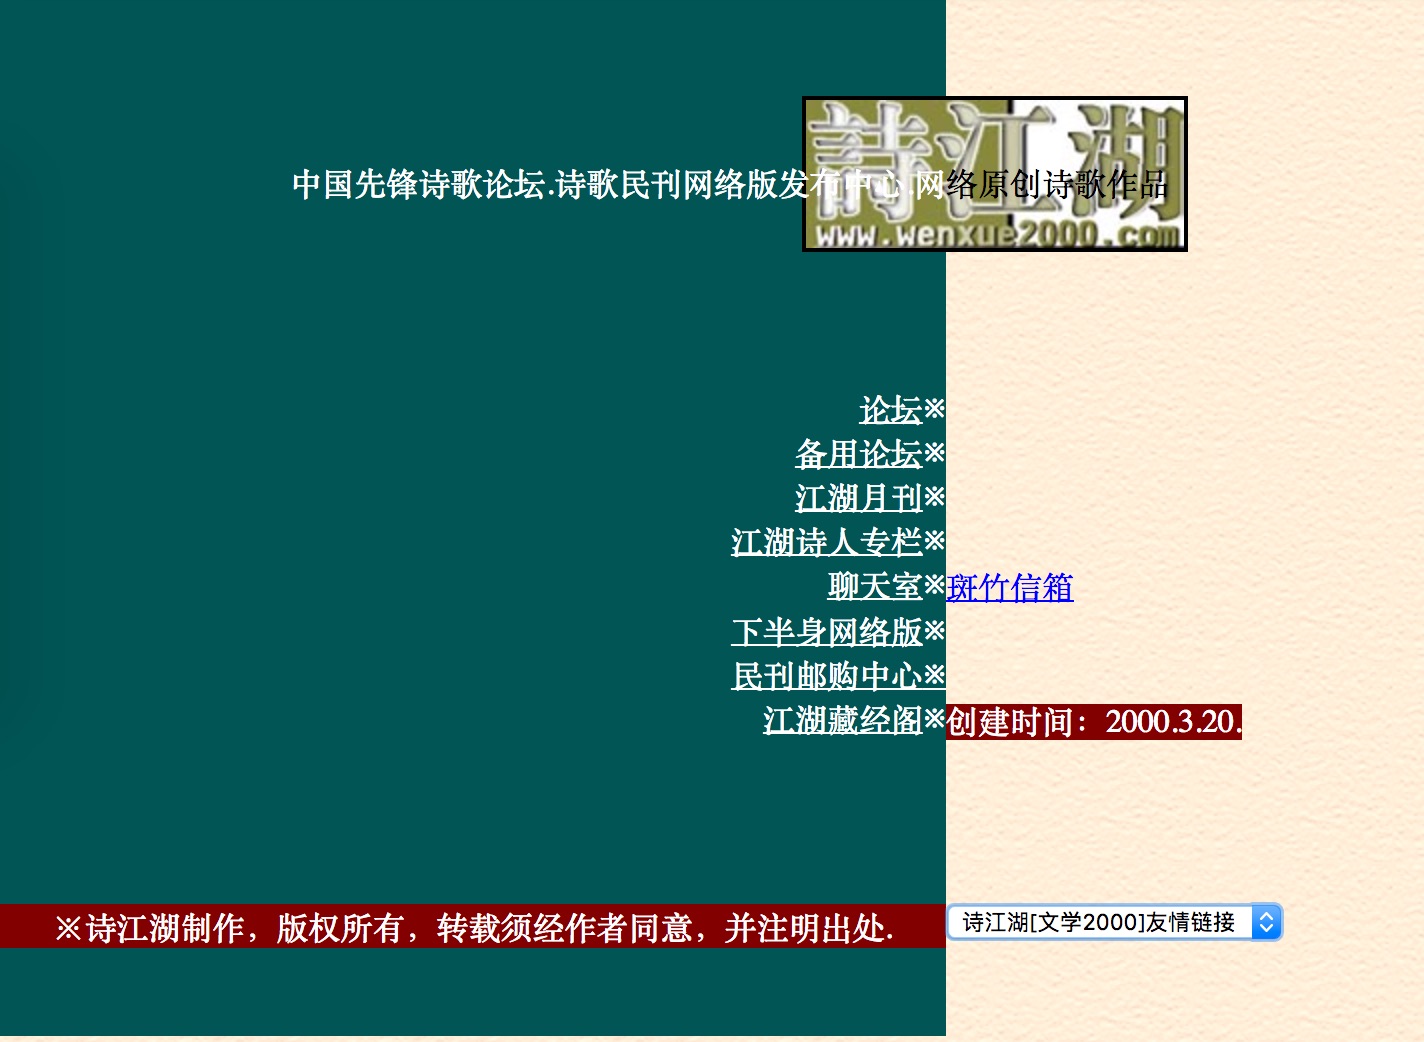 詩江湖
中国先锋诗歌论坛.诗歌民刊网络版发布中心.网络原创诗歌作品
www.wenxue2000.com
论坛※
备用论坛※
江湖月刊※
江湖诗人专栏※
聊天室※斑竹信箱
下半身网络版※
民刊邮购中心※
江湖藏经阁※创建时间：2000.3.20.
※诗江湖制作，版权所有，转载须经作者同意，并注明出处.
诗江湖[文学2000]友情链接